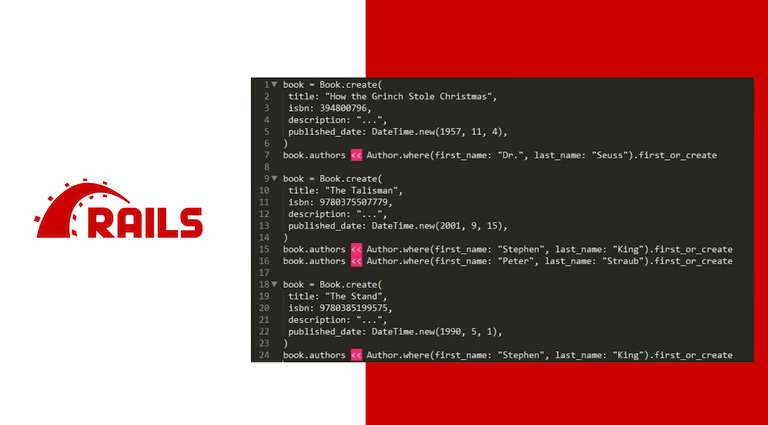 RAILS
1 book = Book.create(
2 title: "How the Grinch Stole Christmas",
3 isbn: 394800796,
4 description: "...",
5 published_date: DateTime.new(1957, 11, 4),
6 )
7 book.authors << Author.where(first_name: "Dr.", last_name: "Seuss").first_or_create
8
9 book = Book.create(
10 title: "The Talisman",
11 isbn: 9780375507779,
12 description: "...",
13 published_date: DateTime.new(2001, 9, 15),
14 )
15 book.authors << Author.where(first_name: "Stephen", last_name: "King").first_or_create
16 book.authors << Author.where(first_name: "Peter", last_name: "Straub").first_or_create
17
18 book = Book.create(
19 title: "The Stand",
20 isbn: 9780385199575,
21 description: "...",
22 published_date: DateTime.new(1990, 5, 1),
23 )
24 book.authors << Author.where(first_name: "Stephen", last_name: "King").first_or_create